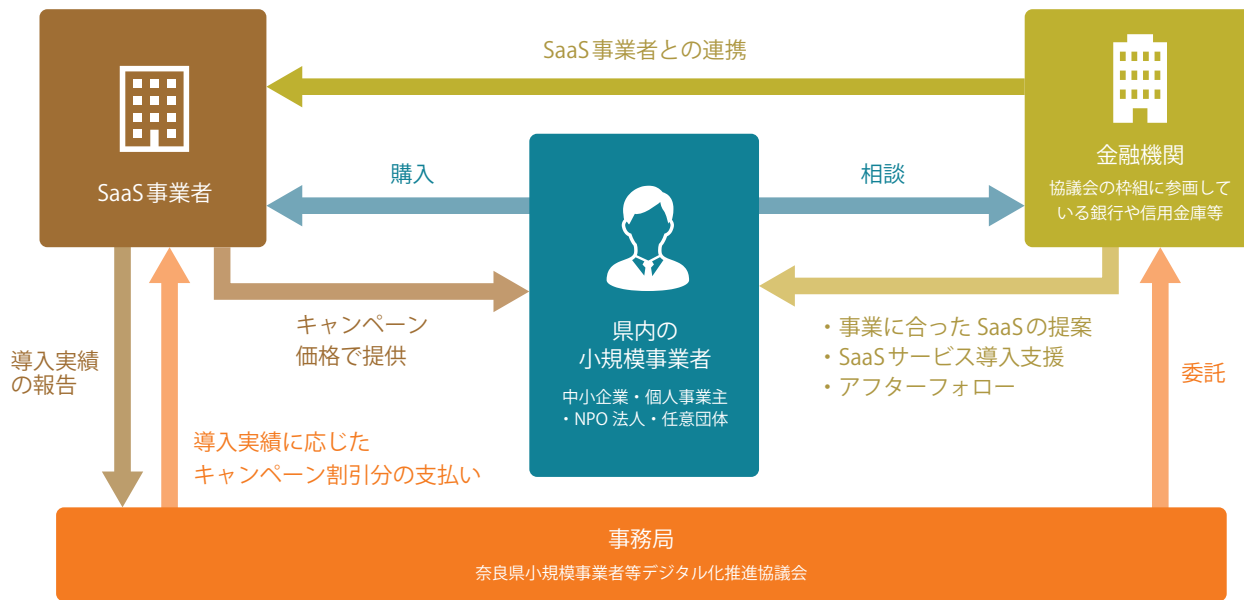 SaaS事業者との連携
SaaS事業者
金融機関
協議会の枠組に参画して
いる銀行や信用金庫等
購入
相談
県内の
小規模事業者
中小企業・個人事業主
・NPO 法人・任意団体
キャンペーン
価格で提供
・事業に合った SaaSの提案
・SaaSサービス導入支援
・アフターフォロー
導入実績
の報告
委託
導入実績に応じた
キャンペーン割引分の支払い
事務局
奈良県小規模事業者等デジタル化推進協議会